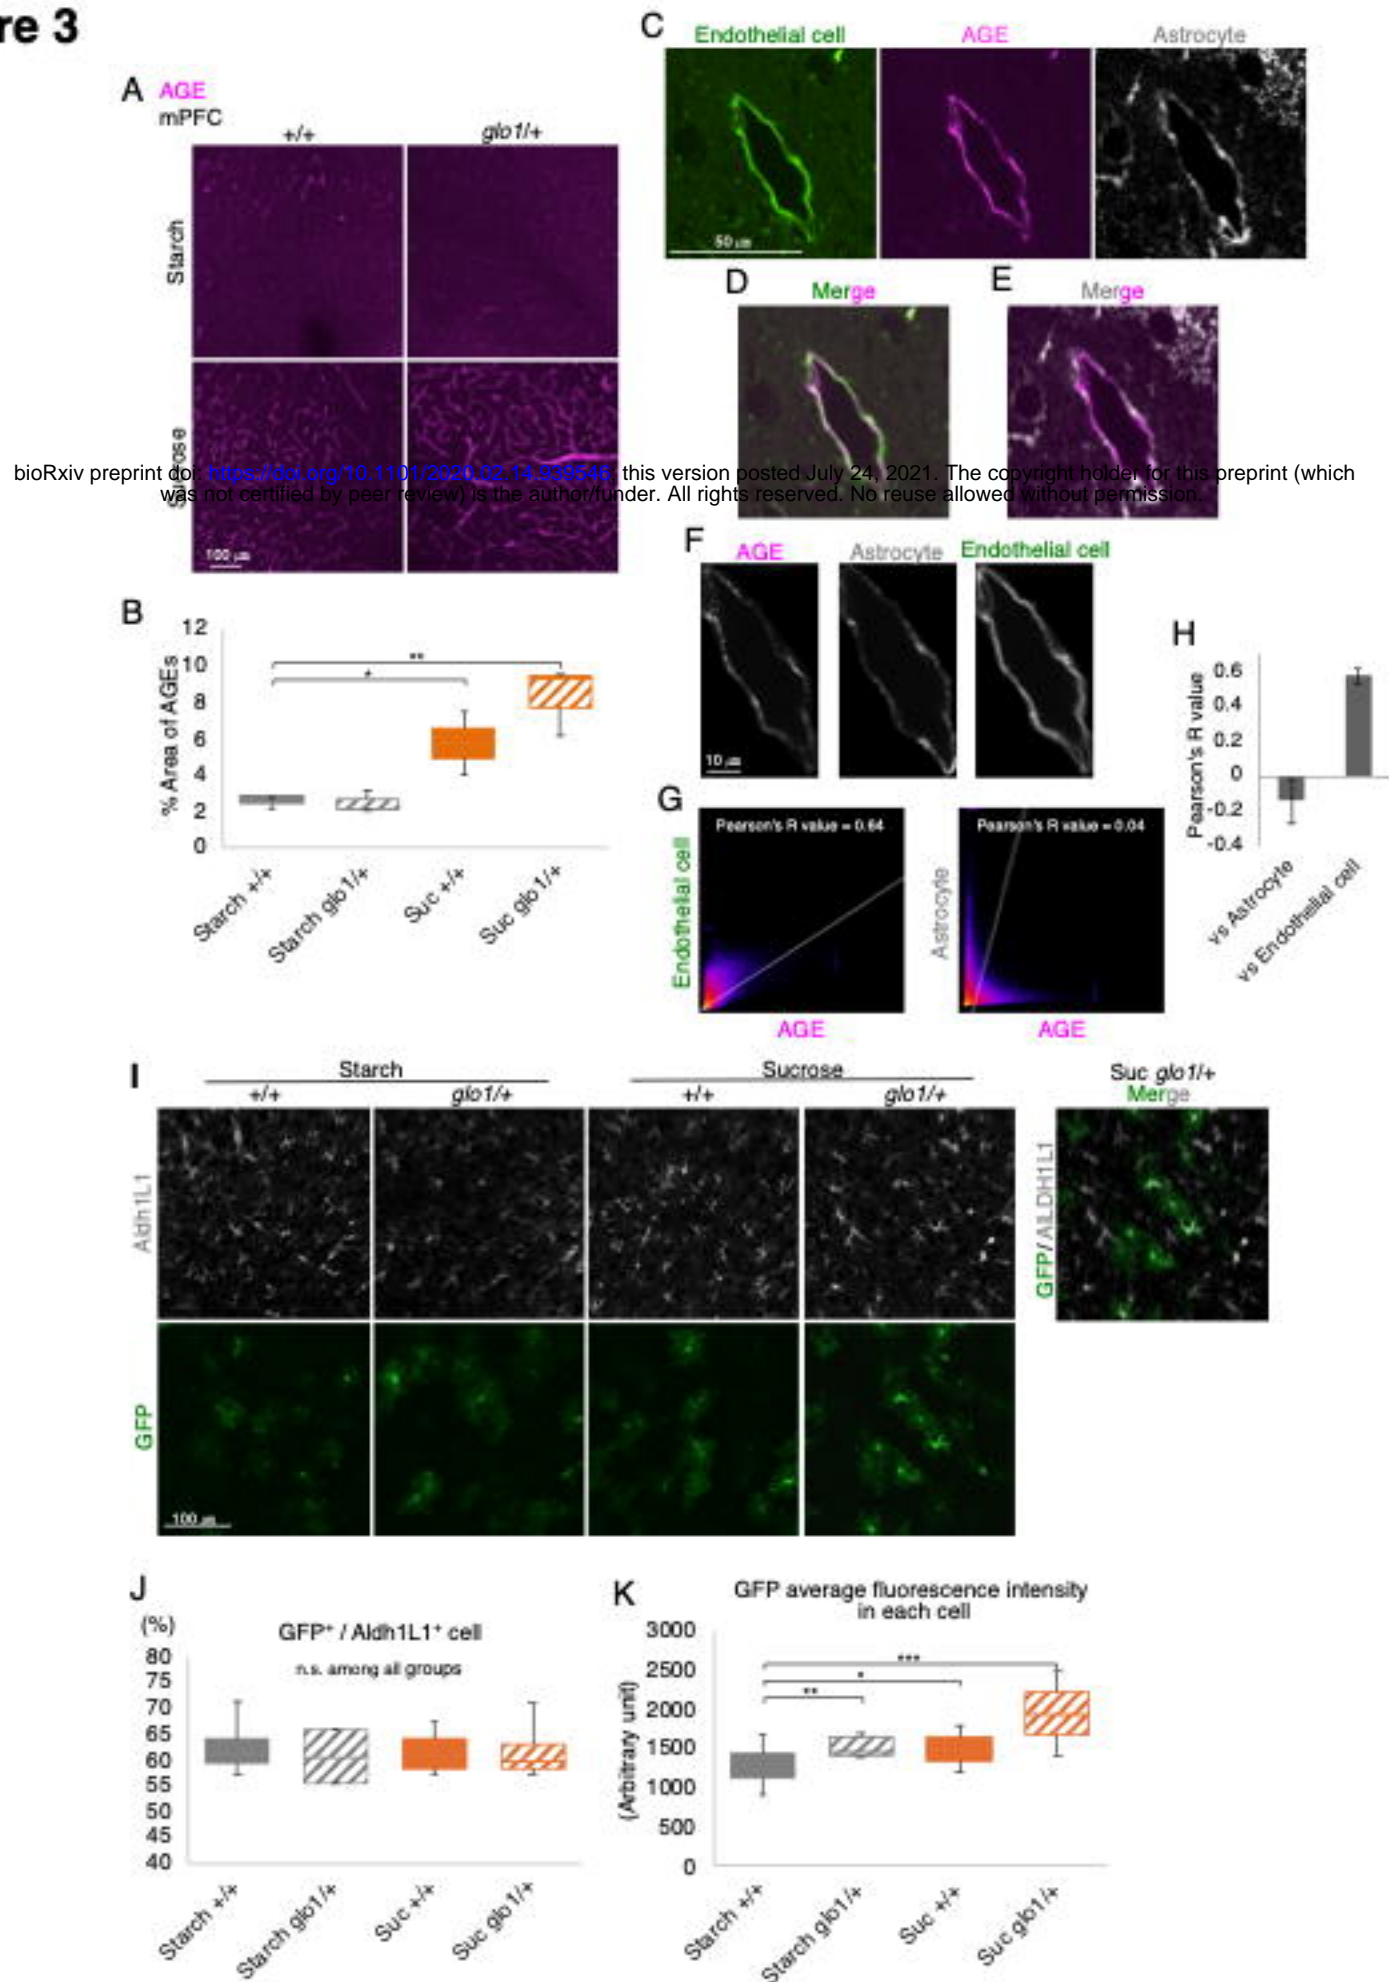 re 3
A AGE
mPFC
+/+ glo1/+
Starch
Sucrose
100 µm
C Endothelial cell AGE Astrocyte
50 µm
D Merge
E Merge
bioRxiv preprint doi: https://doi.org/10.1101/2020.02.14.939546; this version posted July 24, 2021. The copyright holder for this preprint (which
was not certified by peer review) is the author/funder. All rights reserved. No reuse allowed without permission.
F AGE Astrocyte Endothelial cell
10 µm
B
% Area of AGEs
12
10
8
6
4
2
0
**
*
Starch +/+
Starch glo1/+
Suc +/+
Suc glo1/+
G
Pearson's R value = 0.64
Endothelial cell
AGE
Pearson's R value = 0.04
Astrocyte
AGE
H
Pearson's R value
0.6
0.4
0.2
0
-0.2
-0.4
vs Astrocyte
vs Endothelial cell
I Starch Sucrose
+/+ glo1/+ +/+ glo1/+
Aldh1L1
GFP
100 µm
Suc glo1/+
Merge
GFP/AlLDH1L1
J
(%)
GFP+ / Aldh1L1+ cell
n.s. among all groups
80
75
70
65
60
55
50
45
40
Starch +/+
Starch glo1/+
Suc +/+
Suc glo1/+
K GFP average fluorescence intensity
in each cell
(Arbitrary unit)
3000
2500
2000
1500
1000
500
0
***
*
**
Starch +/+
Starch glo1/+
Suc +/+
Suc glo1/+